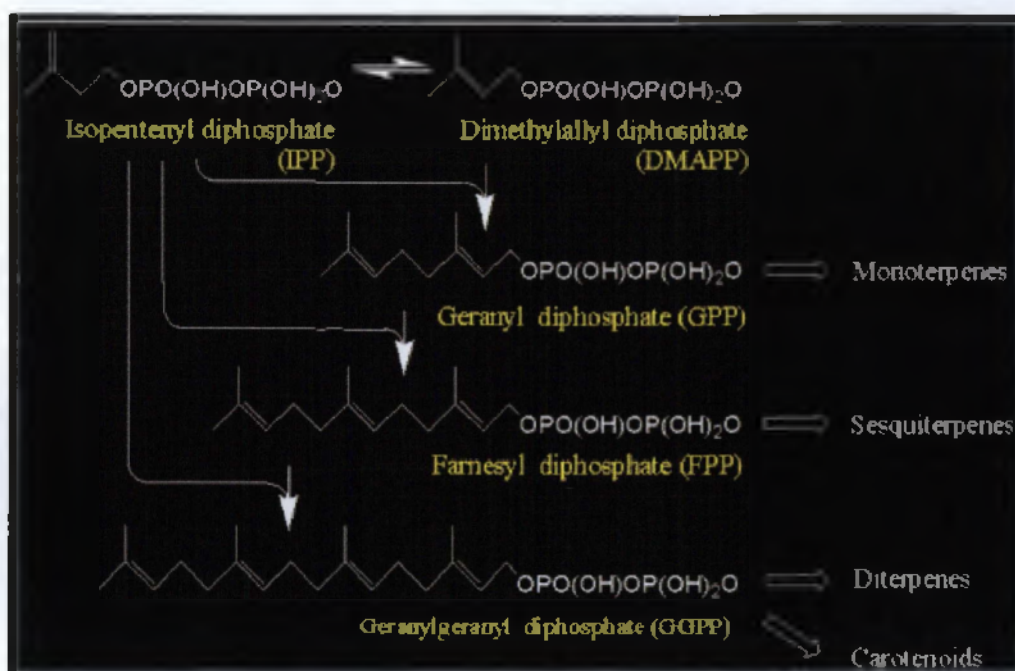 OPO(OH)OP(OH)₂O OPO(OH)OP(OH)₂O
Isopentenyl diphosphate Dimethylallyl diphosphate
(IPP) (DMAPP)
OPO(OH)OP(OH)₂O Monoterpenes
Geranyl diphosphate (GPP)
OPO(OH)OP(OH)₂O Sesquiterpenes
Farnesyl diphosphate (FPP)
OPO(OH)OP(OH)₂O Diterpenes
Geranylgeranyl diphosphate (GGPP)
Carotenoids